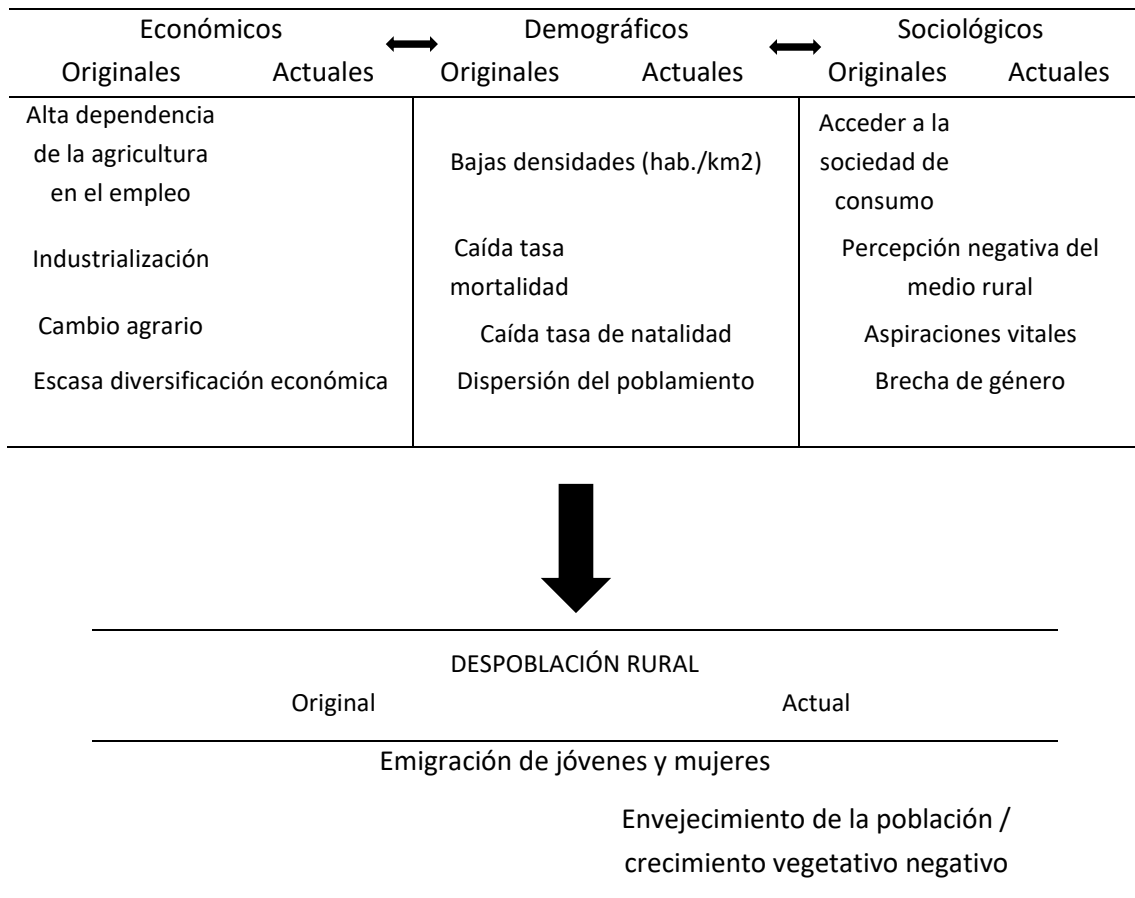 Económicos Demográficos Sociológicos
Originales Actuales Originales Actuales Originales Actuales
Alta dependencia
de la agricultura
en el empleo
Bajas densidades (hab./km2)
Acceder a la
sociedad de
consumo
Industrialización
Caída tasa
mortalidad
Percepción negativa del
medio rural
Cambio agrario
Caída tasa de natalidad
Aspiraciones vitales
Escasa diversificación económica
Dispersión del poblamiento
Brecha de género
DESPOBLACIÓN RURAL
Original Actual
Emigración de jóvenes y mujeres
Envejecimiento de la población /
crecimiento vegetativo negativo